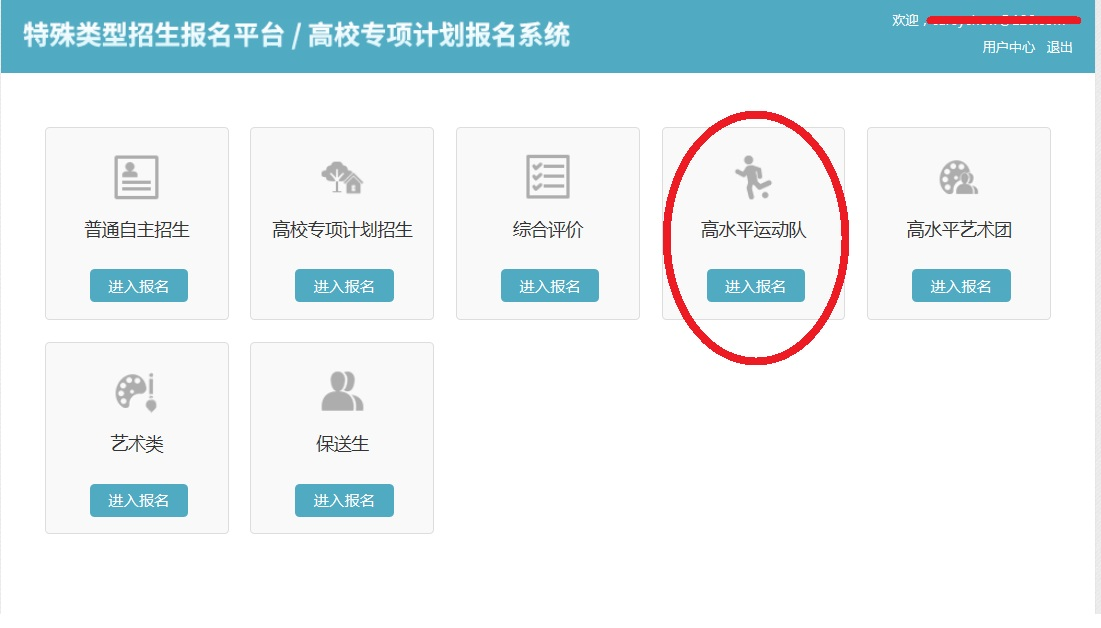 特殊类型招生报名平台 / 高校专项计划报名系统
欢迎，
用户中心 退出
普通自主招生
进入报名
高校专项计划招生
进入报名
综合评价
进入报名
高水平运动队
进入报名
高水平艺术团
进入报名
艺术类
进入报名
保送生
进入报名